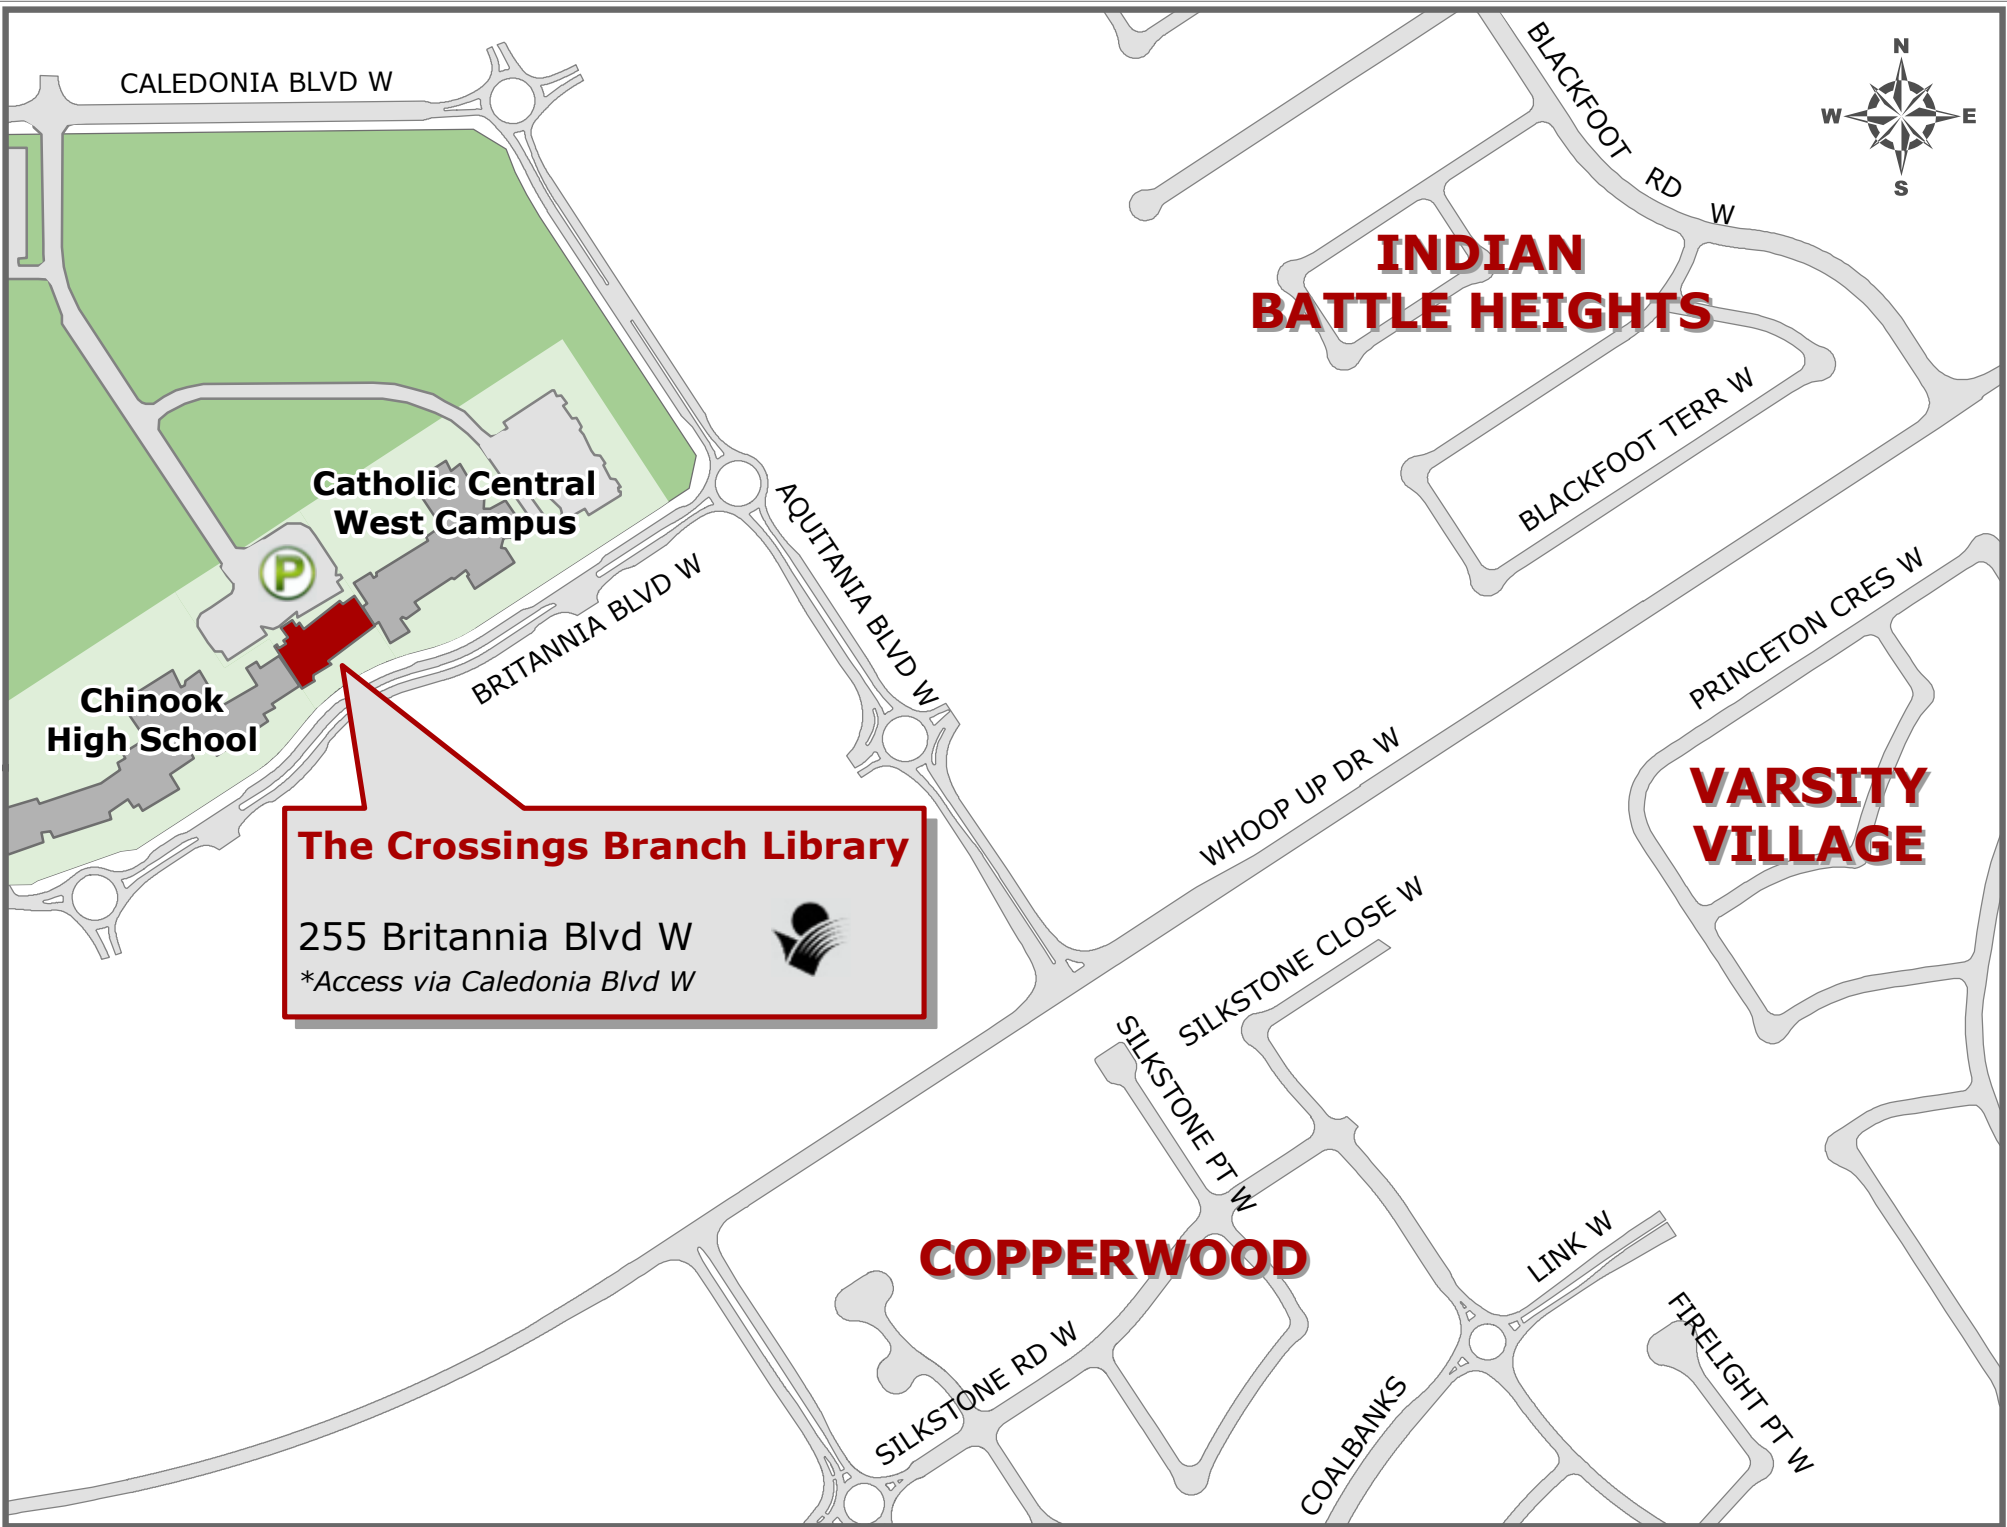 CALEDONIA BLVD W
BLACKFOOT RD W
N
W E
S
INDIAN
BATTLE HEIGHTS
BLACKFOOT TERR W
Catholic Central
West Campus
AQUITANIA BLVD W
P
BRITANNIA BLVD W
PRINCETON CRES W
Chinook
High School
WHOOP UP DR W
VARSITY
VILLAGE
The Crossings Branch Library
255 Britannia Blvd W
*Access via Caledonia Blvd W
SILKSTONE CLOSE W
SILKSTONE PT W
COPPERWOOD
LINK W
SILKSTONE RD W
FIRELIGHT PT W
COALBANKS